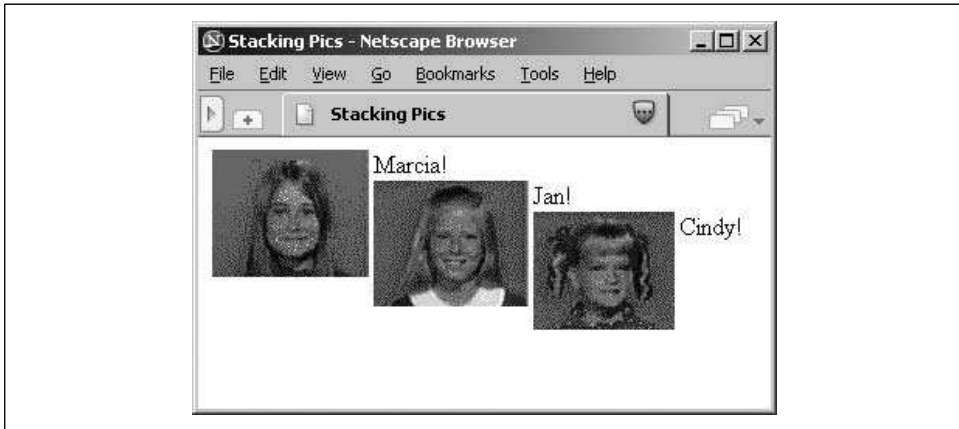 Stacking Pics - Netscape Browser
File Edit View Go Bookmarks Tools Help
Stacking Pics
Marcia!
Jan!
Cindy!